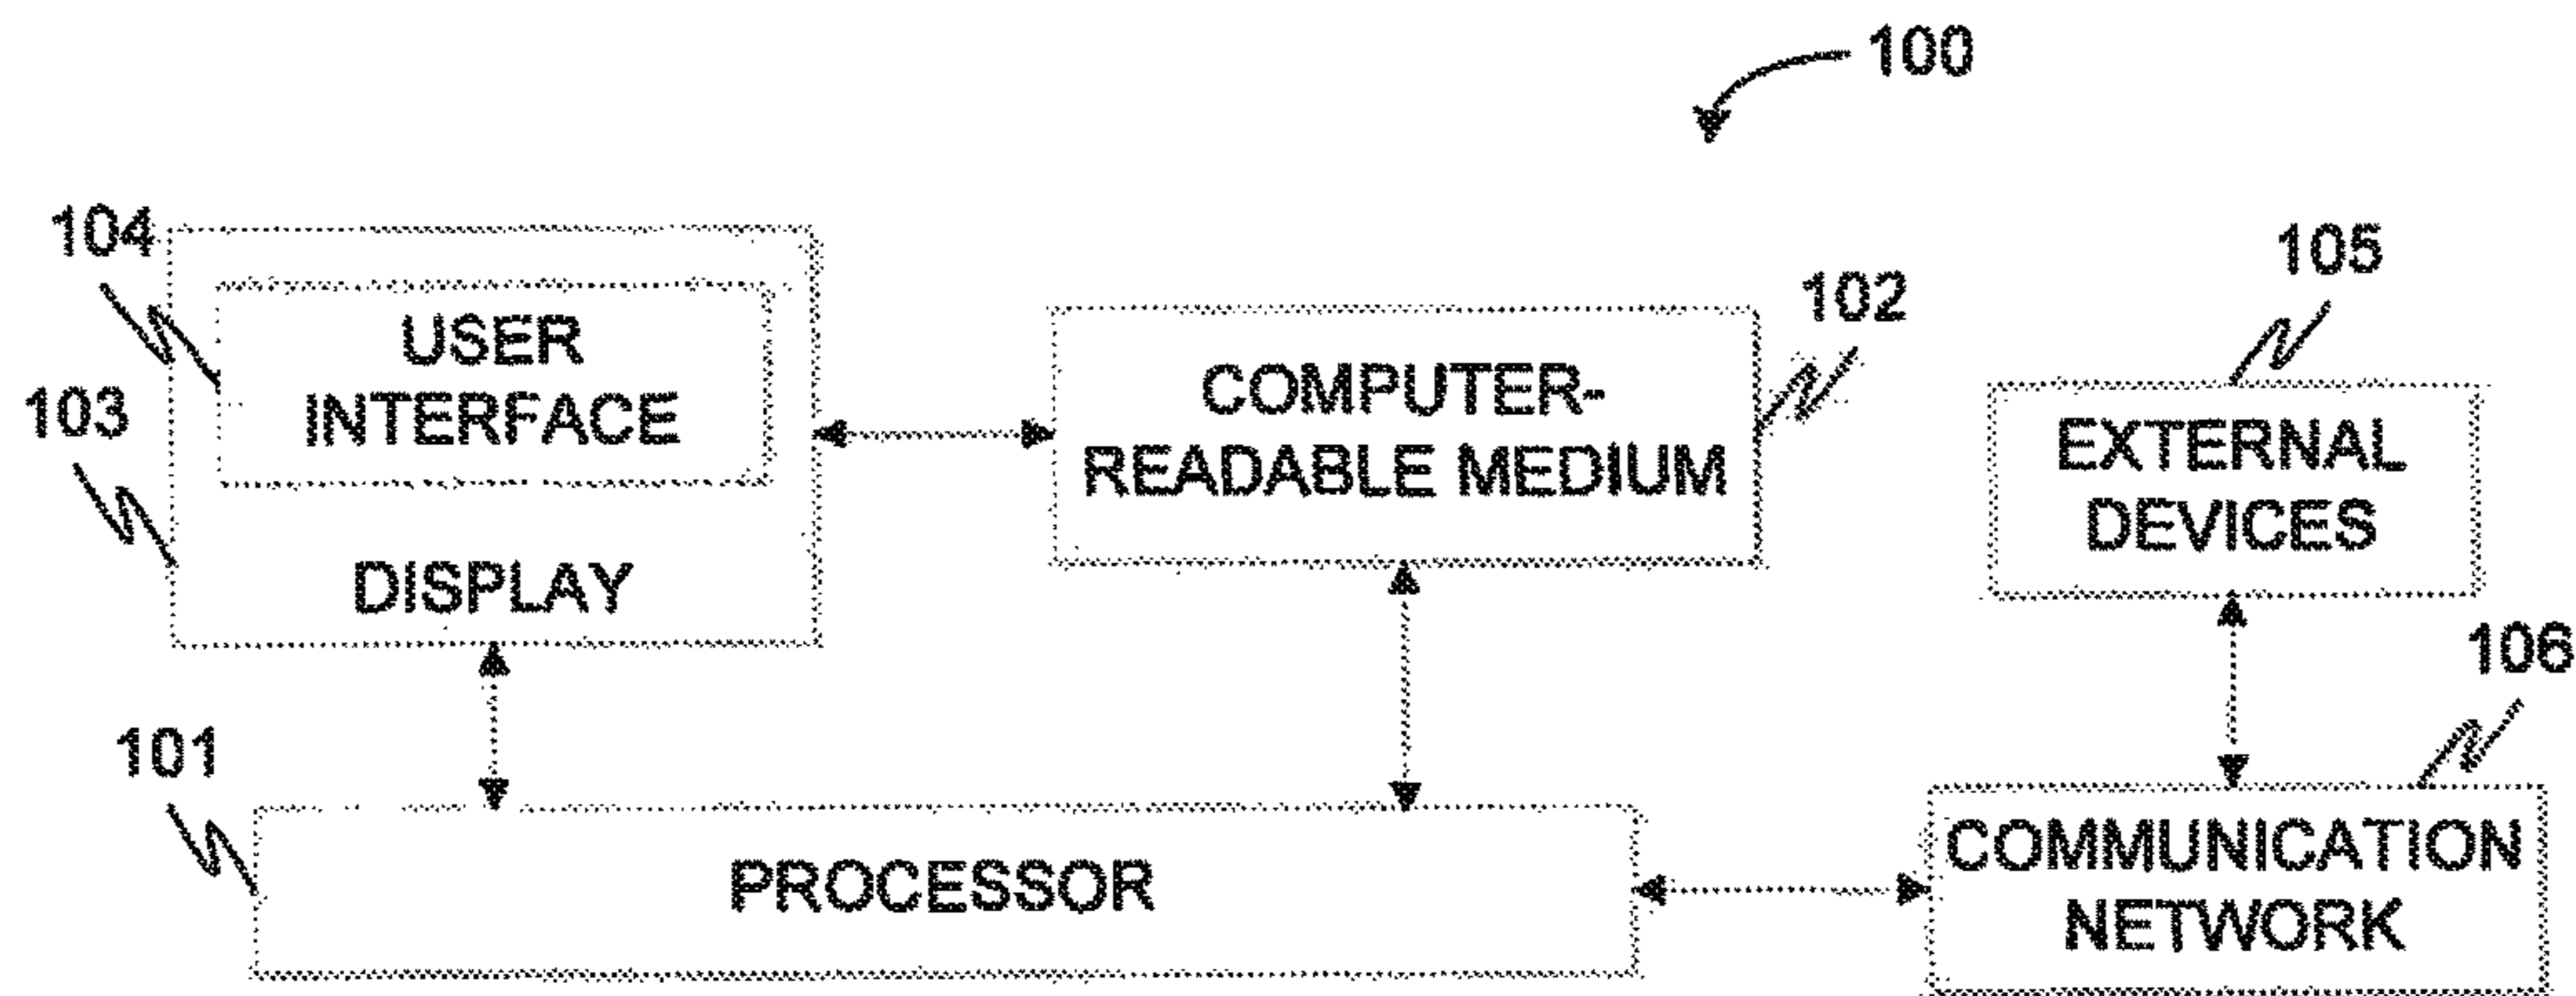 100
104
USER
INTERFACE
103
DISPLAY
102
COMPUTER-
READABLE MEDIUM
105
EXTERNAL
DEVICES
106
101
PROCESSOR
COMMUNICATION
NETWORK